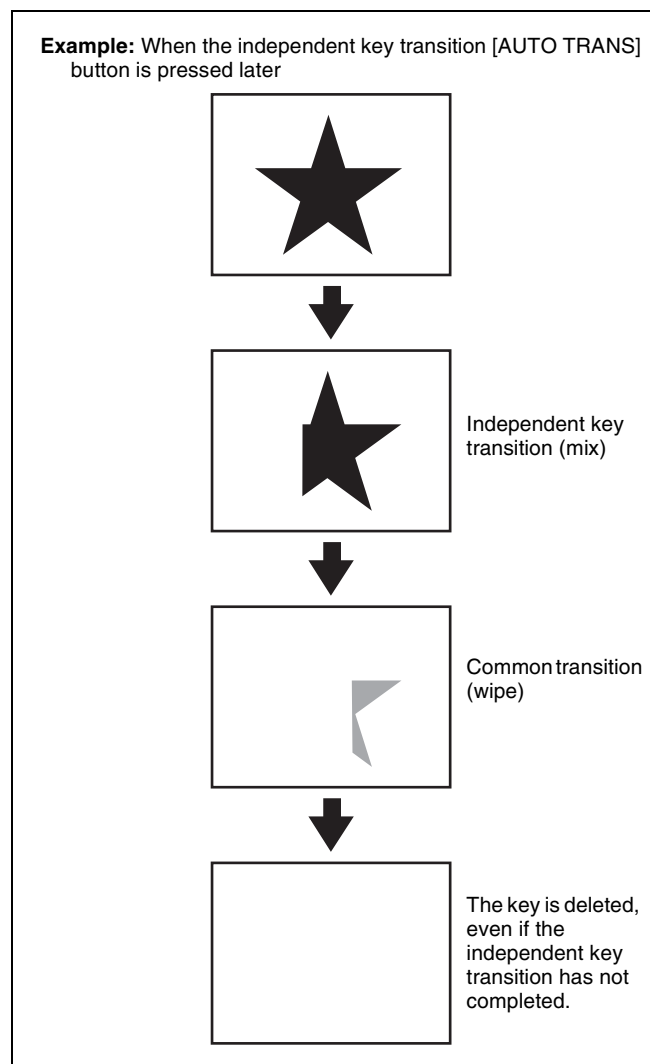 Example: When the independent key transition [AUTO TRANS]
button is pressed later
Independent key
transition (mix)
Common transition
(wipe)
The key is deleted,
even if the
independent key
transition has not
completed.